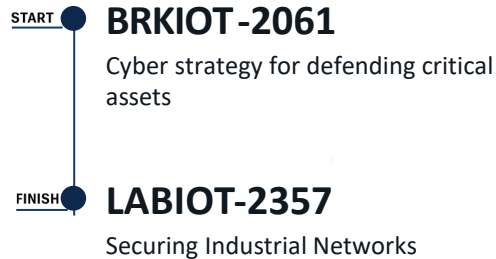 START
BRKIOT-2061
Cyber strategy for defending critical
assets
FINISH
LABIOT-2357
Securing Industrial Networks